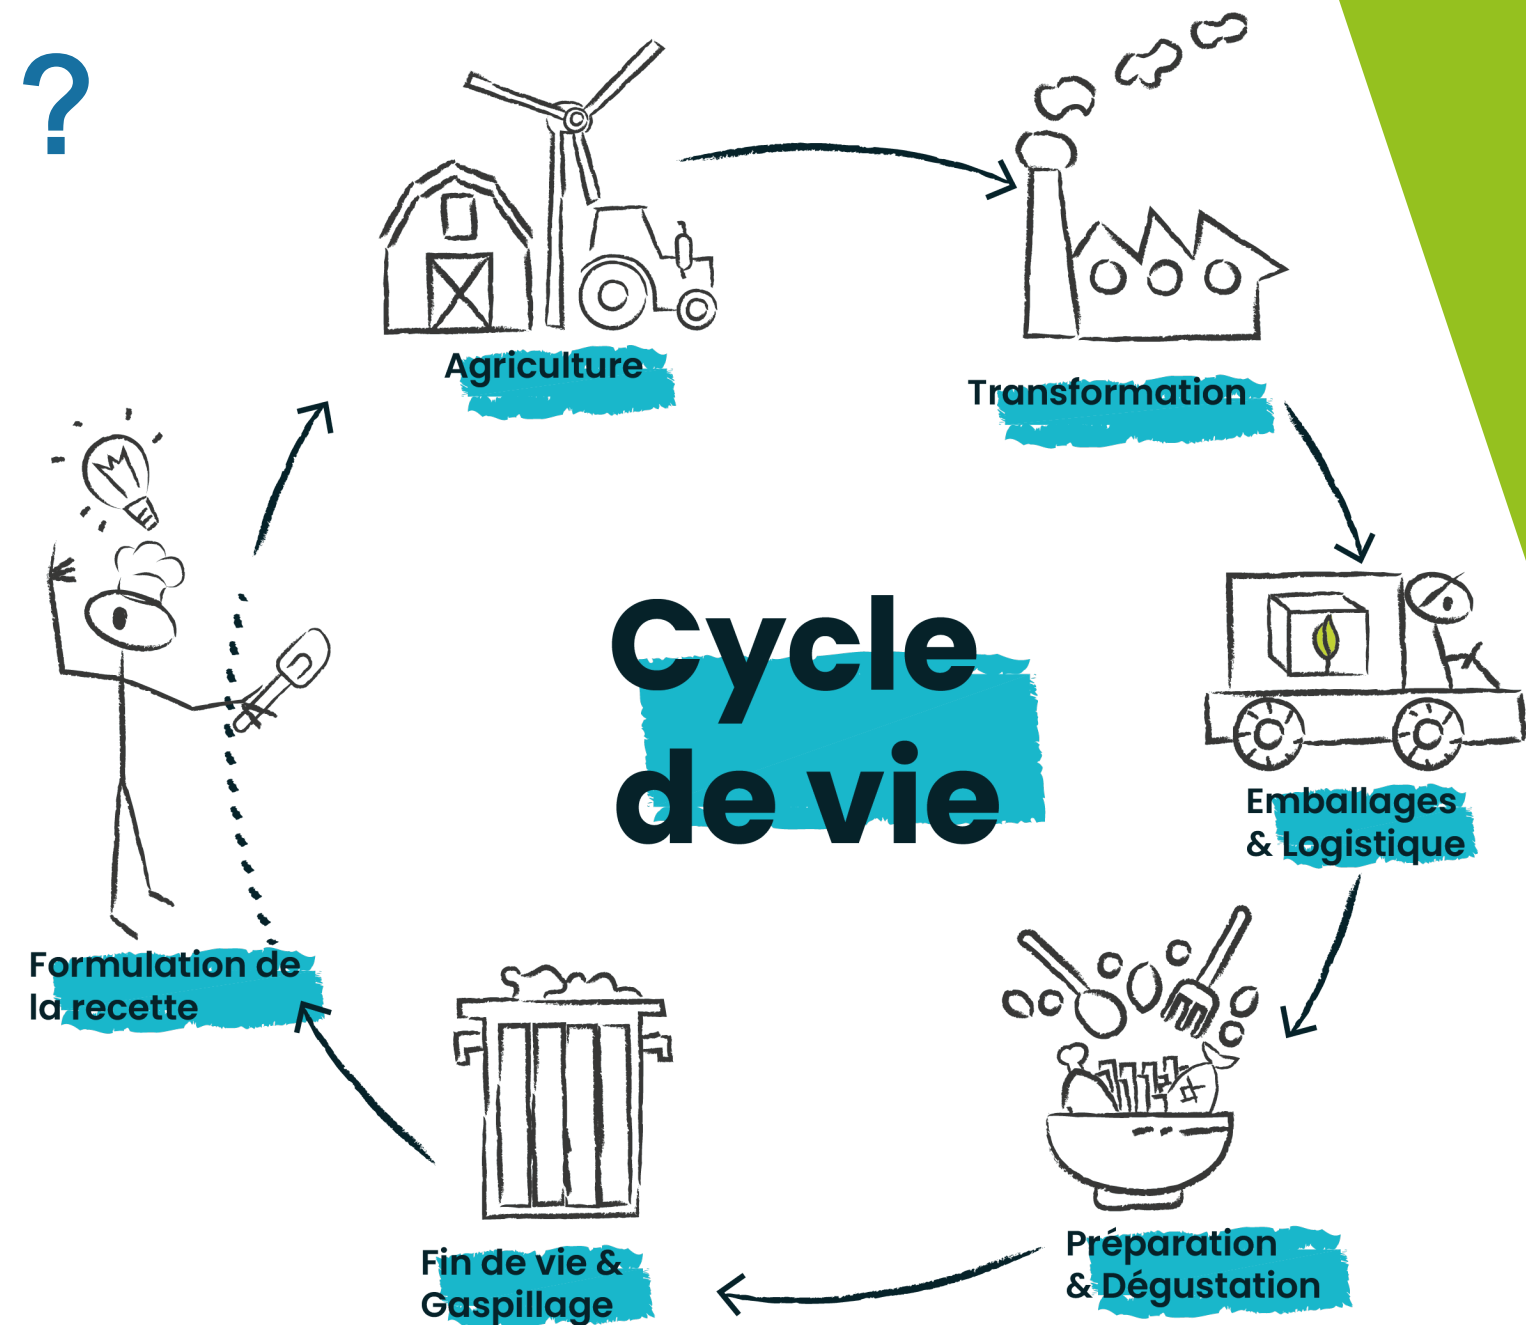 ?
Agriculture
Transformation
Cycle
de vie
Emballages
& Logistique
Formulation de
la recette
Préparation
& Dégustation
Fin de vie &
Gaspillage